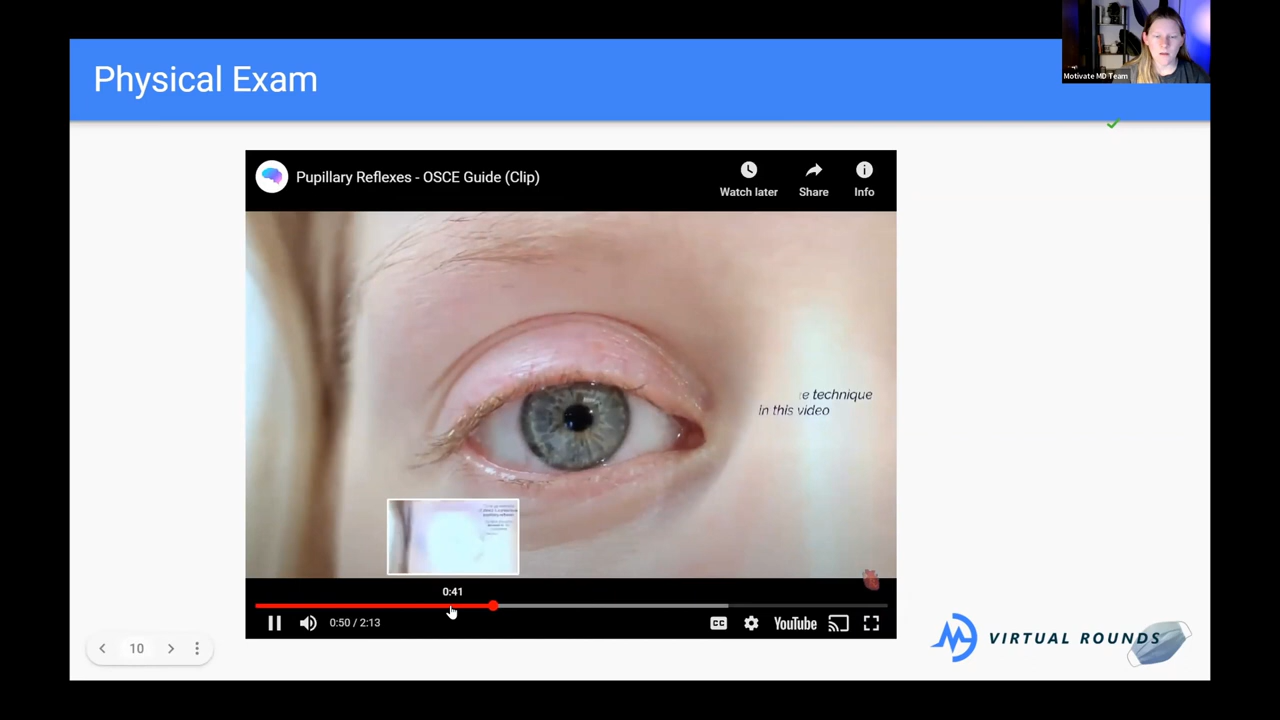 Physical Exam
Motivate MD Team
Pupillary Reflexes - OSCE Guide (Clip)
Watch later
Share
Info
e technique
in this video
0:41
0:50 / 2:13
CC
YouTube
10
VIRTUAL ROUNDS